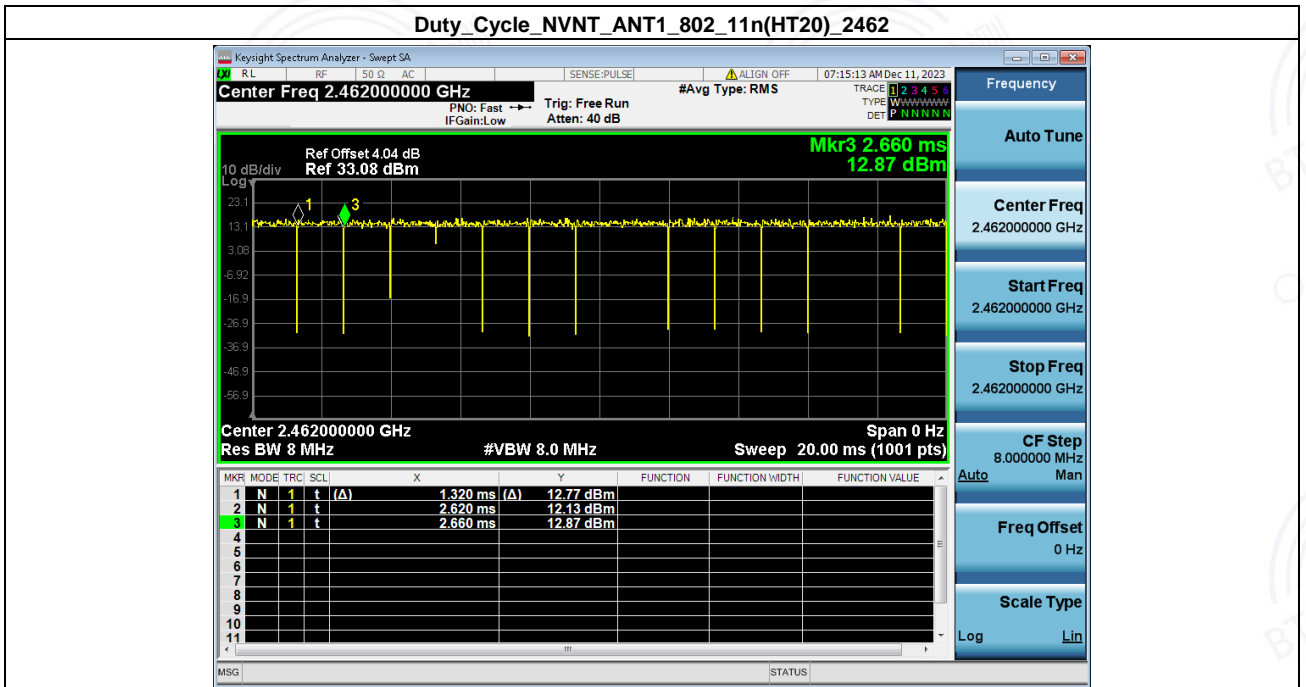 Duty_Cycle_NVNT_ANT1_802_11n(HT20)_2462
Keysight Spectrum Analyzer - Swept SA
LXI RL RF 50 Ω AC SENSE:PULSE ALIGN OFF 07:15:13 AM Dec 11, 2023
Center Freq 2.462000000 GHz
PNO: Fast
IFGain:Low
Trig: Free Run
Atten: 40 dB
#Avg Type: RMS
TRACE 1 2 3 4 5 6
TYPE WWWWWW
DET P N N N N N
Frequency
Auto Tune
Center Freq
2.462000000 GHz
Start Freq
2.462000000 GHz
Stop Freq
2.462000000 GHz
CF Step
8.000000 MHz
Auto Man
Freq Offset
0 Hz
Scale Type
Log Lin
Mkr3 2.660 ms
12.87 dBm
Ref Offset 4.04 dB
10 dB/div Ref 33.08 dBm
Log
23.1
13.1
3.08
-6.92
-16.9
-26.9
-36.9
-46.9
-56.9
1
3
Center 2.462000000 GHz Span 0 Hz
Res BW 8 MHz #VBW 8.0 MHz Sweep 20.00 ms (1001 pts)
MKR MODE TRC SCL X Y FUNCTION FUNCTION WIDTH FUNCTION VALUE
1 N 1 t (Δ) 1.320 ms (Δ) 12.77 dBm
2 N 1 t 2.620 ms 12.13 dBm
3 N 1 t 2.660 ms 12.87 dBm
4
5
6
7
8
9
10
11
MSG STATUS